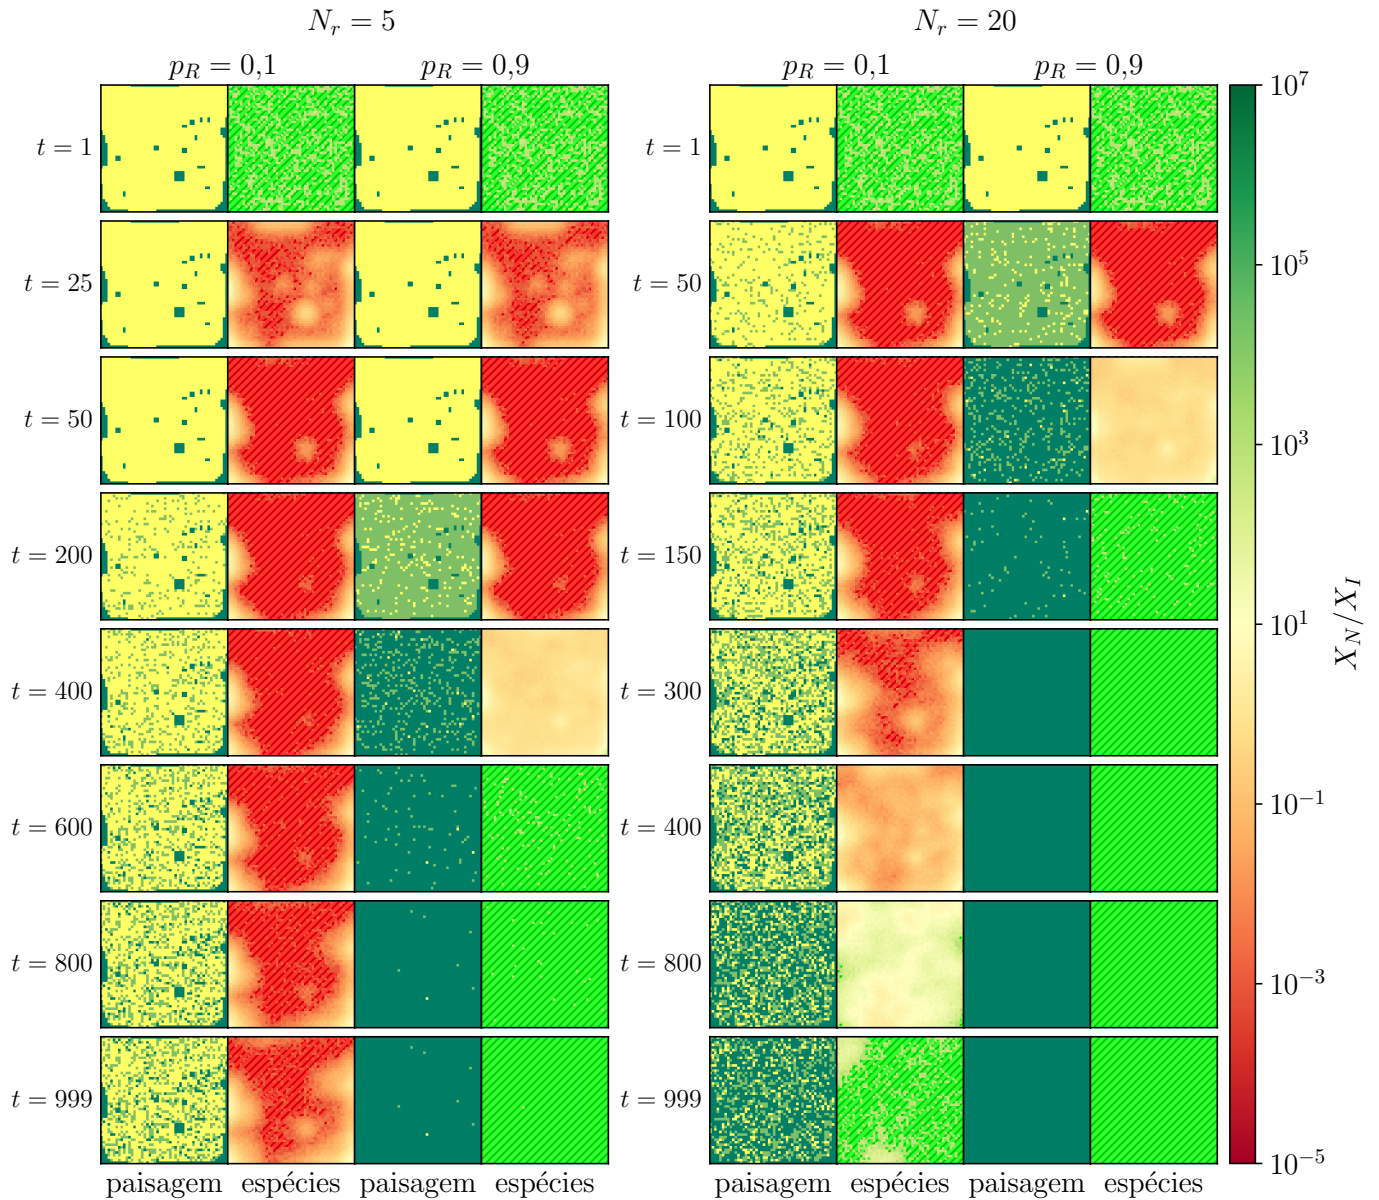 N_r = 5
N_r = 20
p_R = 0,1
p_R = 0,9
p_R = 0,1
p_R = 0,9
t = 1
t = 25
t = 50
t = 200
t = 400
t = 600
t = 800
t = 999
t = 1
t = 50
t = 100
t = 150
t = 300
t = 400
t = 800
t = 999
paisagem espécies paisagem espécies
paisagem espécies paisagem espécies
10^7
10^5
10^3
10^1
10^−1
10^−3
10^−5
X_N/X_I